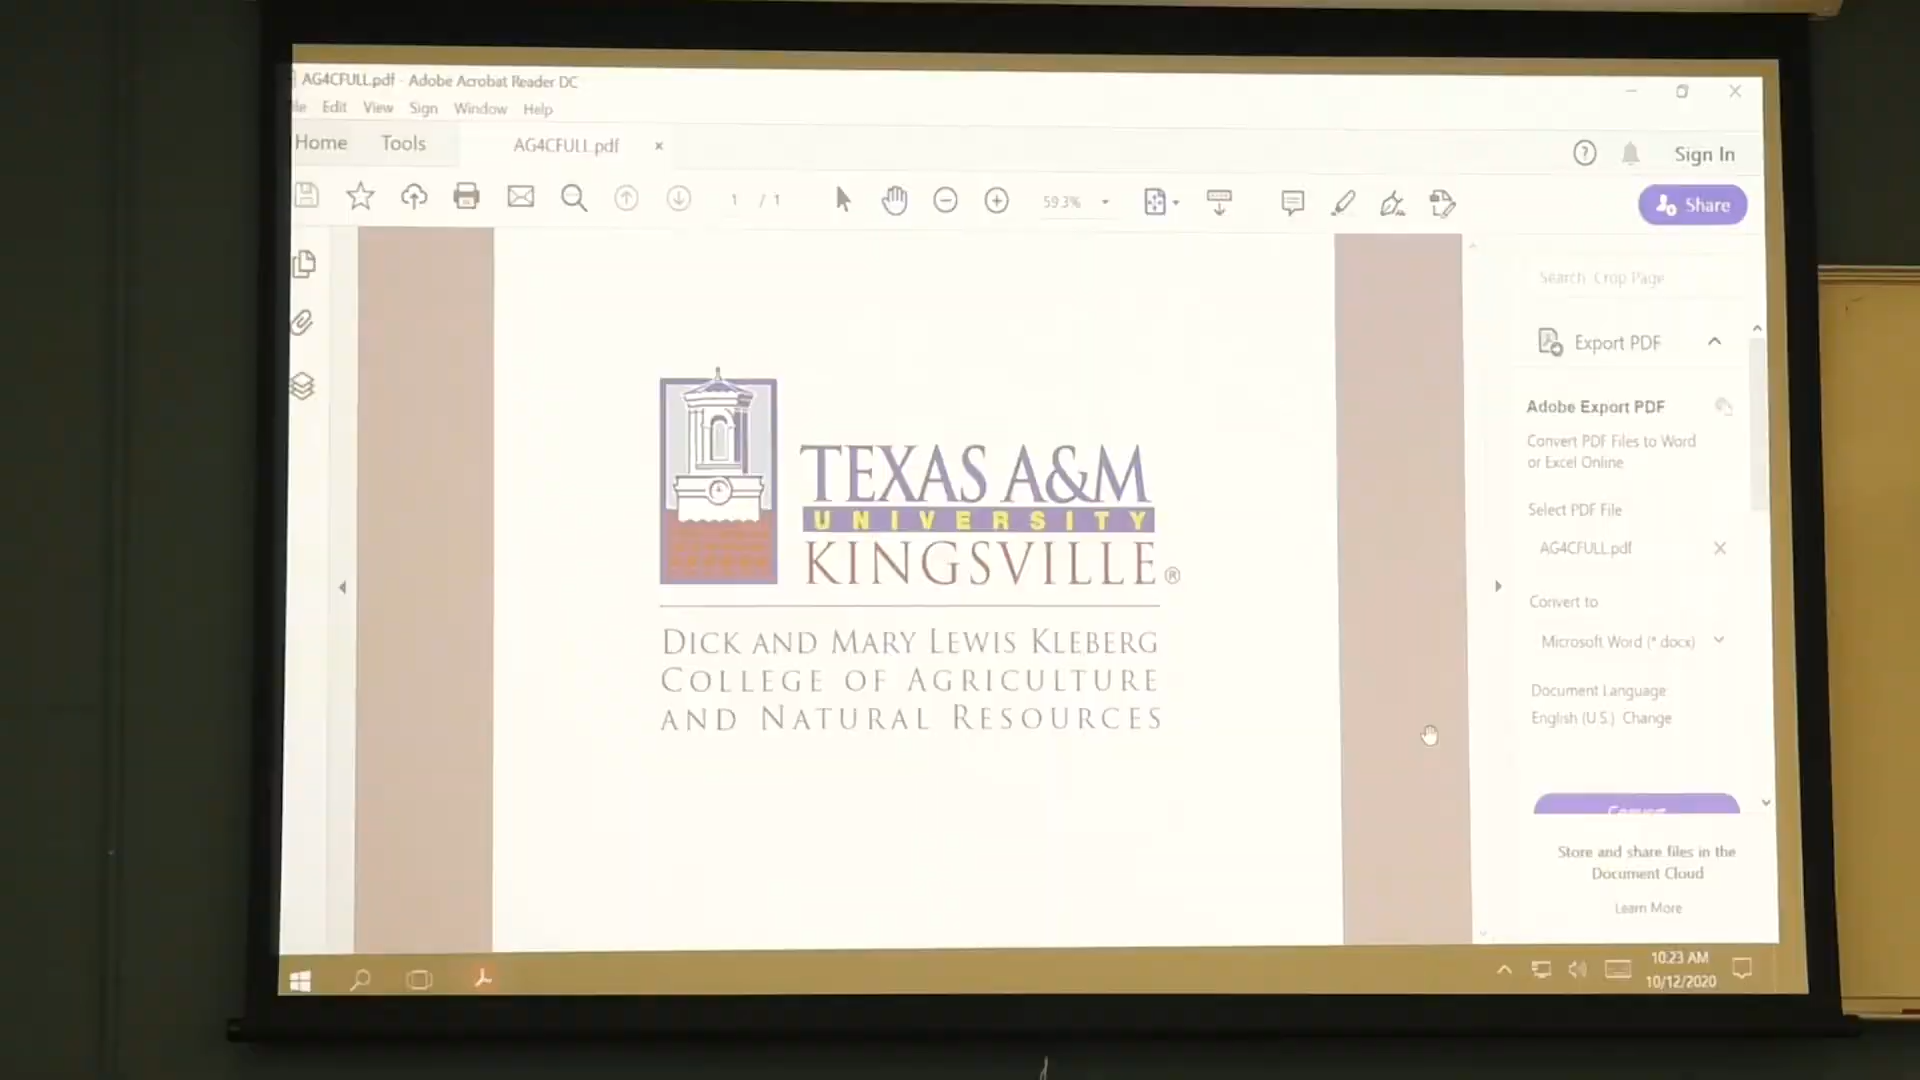 AG4CFULL.pdf - Adobe Acrobat Reader DC
Edit View Sign Window Help
Home Tools AG4CFULL.pdf ×
Sign In
1 / 1
59.3%
Share
Search Crop Page
Export PDF
Adobe Export PDF
Convert PDF Files to Word
or Excel Online
Select PDF File
AG4CFULL.pdf
Convert to
Microsoft Word (*.docx)
Document Language
English (U.S.) Change
Convert
Store and share files in the
Document Cloud
Learn More
TEXAS A&M
UNIVERSITY
KINGSVILLE®
DICK AND MARY LEWIS KLEBERG
COLLEGE OF AGRICULTURE
AND NATURAL RESOURCES
10:23 AM
10/12/2020